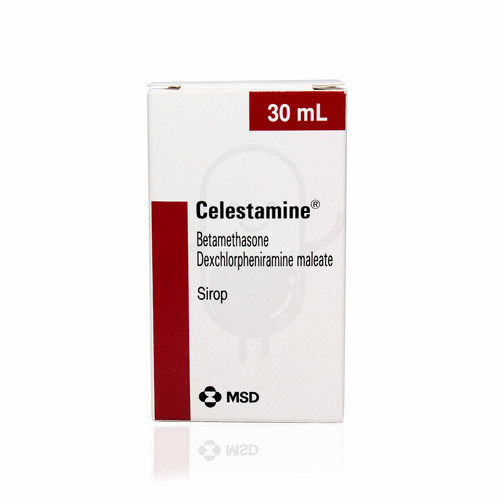 30 mL
Celestamine®
Betamethasone
Dexchlorpheniramine maleate
Sirop
MSD